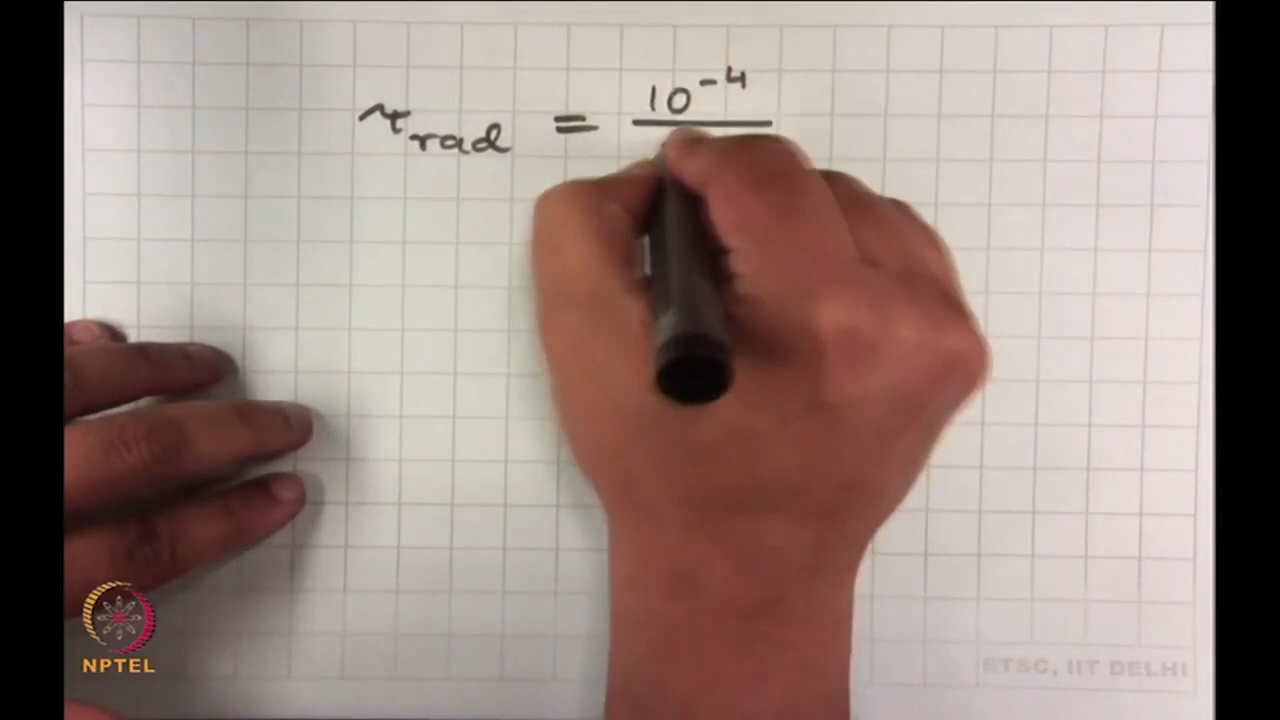 τrad = 10⁻⁴
NPTEL
ETSC, IIT DELHI